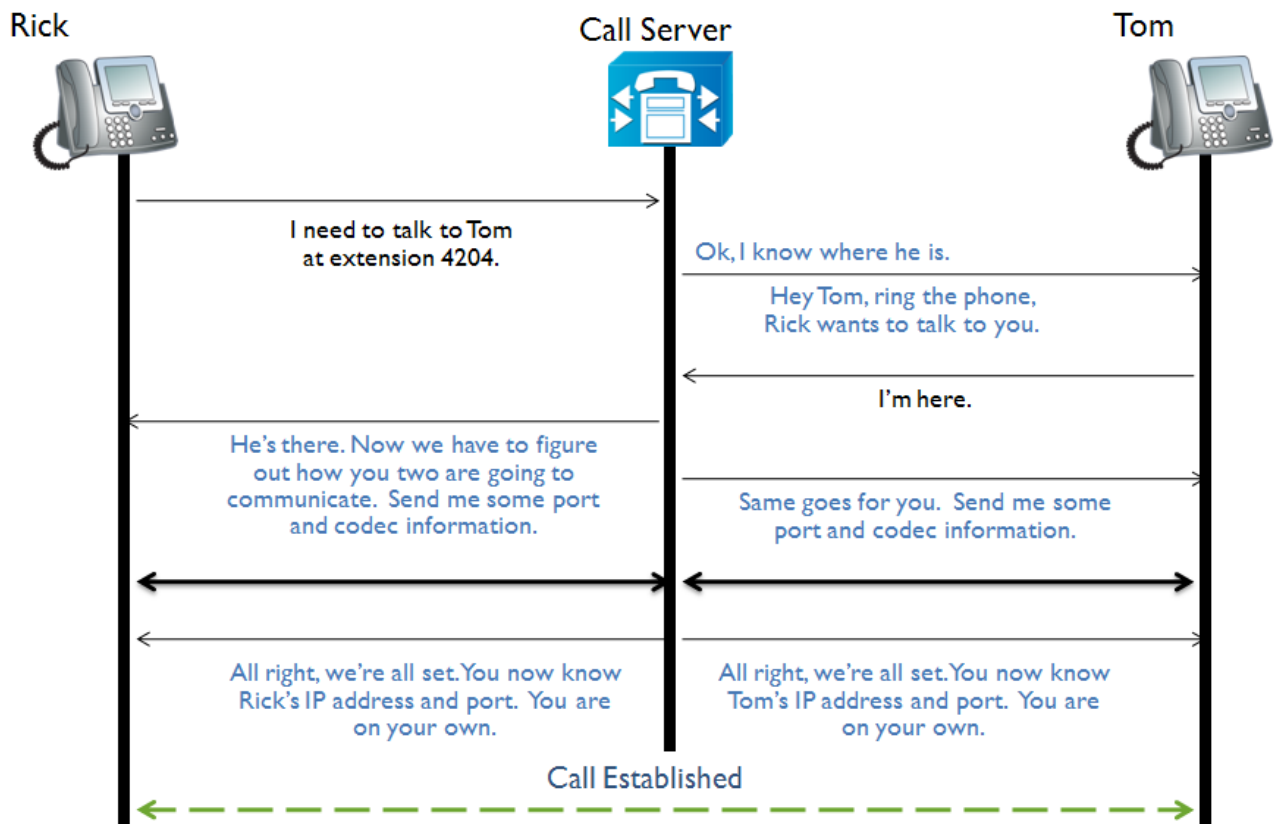 Rick
Call Server
Tom
I need to talk to Tom
at extension 4204.
Ok, I know where he is.
Hey Tom, ring the phone,
Rick wants to talk to you.
I'm here.
He's there. Now we have to figure
out how you two are going to
communicate.  Send me some port
and codec information.
Same goes for you.  Send me some
port and codec information.
All right, we're all set. You now know
Rick's IP address and port.  You are
on your own.
All right, we're all set. You now know
Tom's IP address and port.  You are
on your own.
Call Established